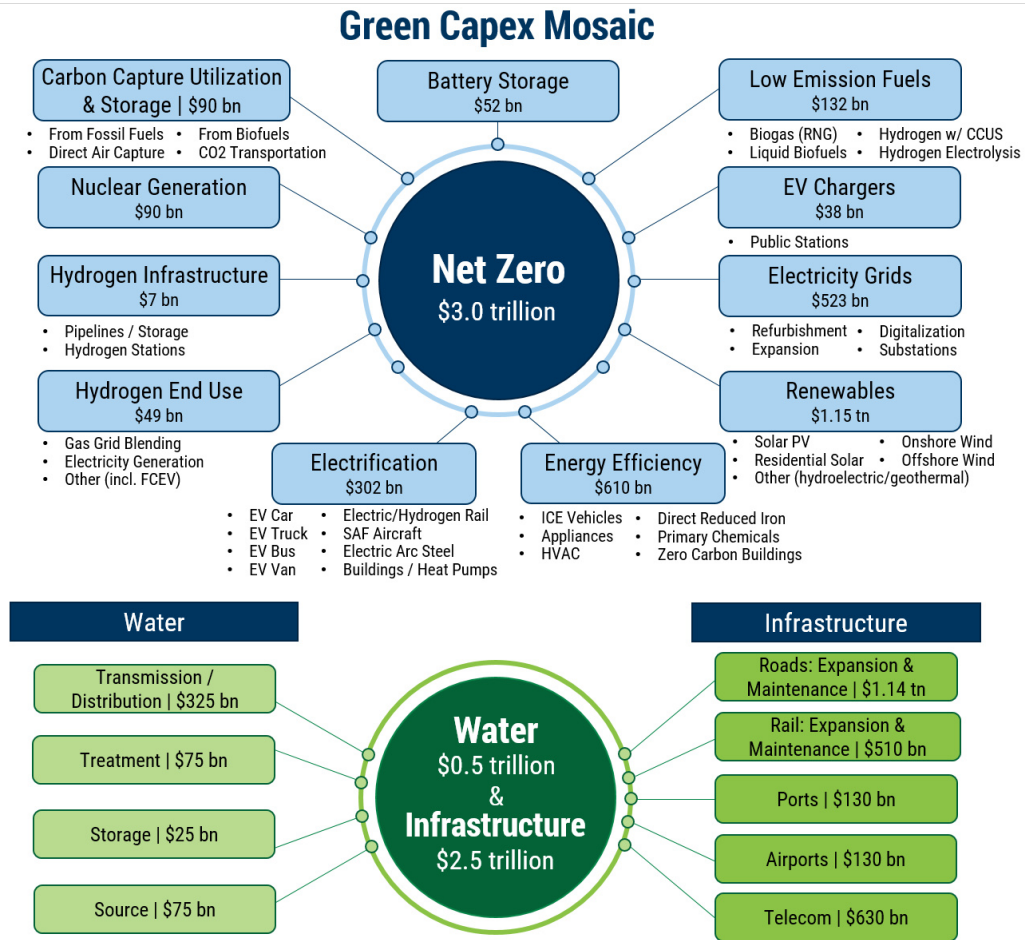 Green Capex Mosaic
Carbon Capture Utilization
& Storage | $90 bn
• From Fossil Fuels • From Biofuels
• Direct Air Capture • CO2 Transportation
Battery Storage
$52 bn
Low Emission Fuels
$132 bn
• Biogas (RNG) • Hydrogen w/ CCUS
• Liquid Biofuels • Hydrogen Electrolysis
Nuclear Generation
$90 bn
EV Chargers
$38 bn
• Public Stations
Net Zero
$3.0 trillion
Hydrogen Infrastructure
$7 bn
• Pipelines / Storage
• Hydrogen Stations
Electricity Grids
$523 bn
• Refurbishment • Digitalization
• Expansion • Substations
Hydrogen End Use
$49 bn
• Gas Grid Blending
• Electricity Generation
• Other (incl. FCEV)
Renewables
$1.15 tn
• Solar PV • Onshore Wind
• Residential Solar • Offshore Wind
• Other (hydroelectric/geothermal)
Electrification
$302 bn
• EV Car • Electric/Hydrogen Rail
• EV Truck • SAF Aircraft
• EV Bus • Electric Arc Steel
• EV Van • Buildings / Heat Pumps
Energy Efficiency
$610 bn
• ICE Vehicles • Direct Reduced Iron
• Appliances • Primary Chemicals
• HVAC • Zero Carbon Buildings
Water
Transmission /
Distribution | $325 bn
Treatment | $75 bn
Storage | $25 bn
Source | $75 bn
Water
$0.5 trillion
&
Infrastructure
$2.5 trillion
Infrastructure
Roads: Expansion &
Maintenance | $1.14 tn
Rail: Expansion &
Maintenance | $510 bn
Ports | $130 bn
Airports | $130 bn
Telecom | $630 bn